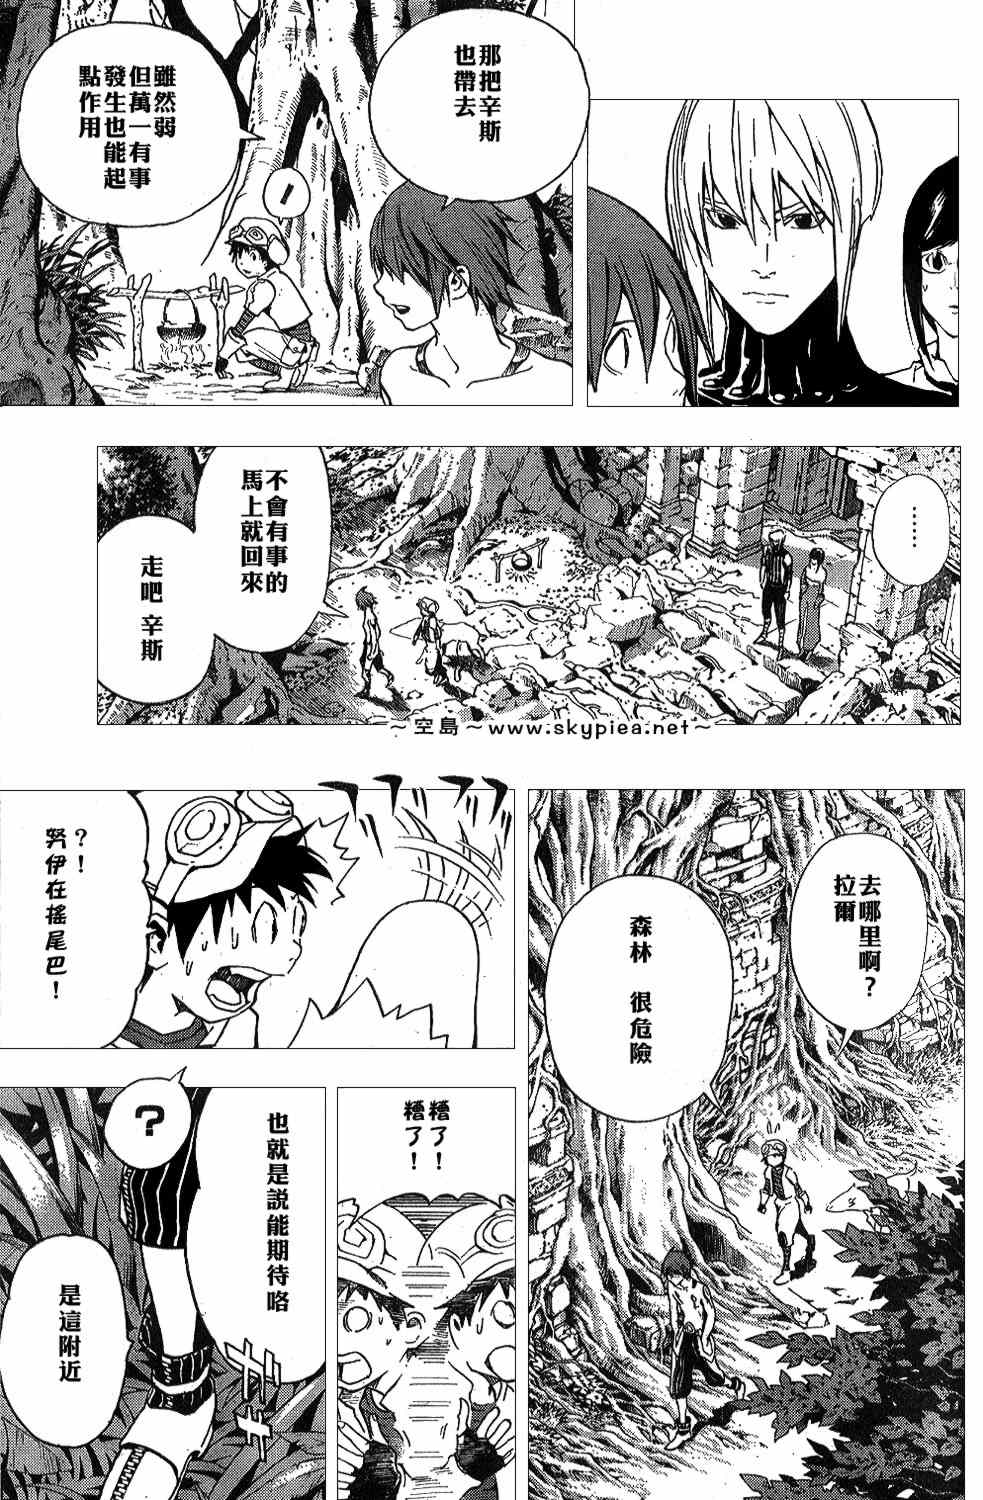 那把辛斯
也帶去
雖然弱
但萬一有事
發生也能起
點作用
！
……
不會有事的
馬上就回來
走吧 辛斯
～空島～www.skypiea.net～
去哪里啊？
拉爾
森林 很危險
？！
努伊在搖尾巴！
糟了！
糟了！
也就是説能期待咯
？
是這附近